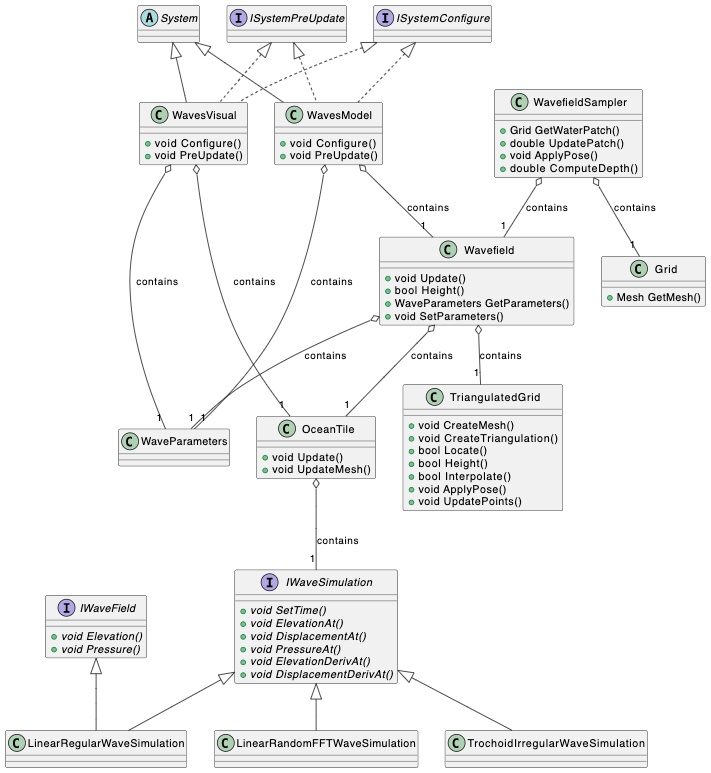 A System
I ISystemPreUpdate
I ISystemConfigure
C WavesVisual
void Configure()
void PreUpdate()
C WavesModel
void Configure()
void PreUpdate()
C WavefieldSampler
Grid GetWaterPatch()
double UpdatePatch()
void ApplyPose()
double ComputeDepth()
contains
1
contains
1
contains
1
C Wavefield
void Update()
bool Height()
WaveParameters GetParameters()
void SetParameters()
C Grid
Mesh GetMesh()
contains
contains
contains
contains
contains
contains
1
1
1
1
1
1
C WaveParameters
C OceanTile
void Update()
void UpdateMesh()
C TriangulatedGrid
void CreateMesh()
void CreateTriangulation()
bool Locate()
bool Height()
bool Interpolate()
void ApplyPose()
void UpdatePoints()
contains
1
I IWaveField
void Elevation()
void Pressure()
I IWaveSimulation
void SetTime()
void ElevationAt()
void DisplacementAt()
void PressureAt()
void ElevationDerivAt()
void DisplacementDerivAt()
C LinearRegularWaveSimulation
C LinearRandomFFTWaveSimulation
C TrochoidIrregularWaveSimulation